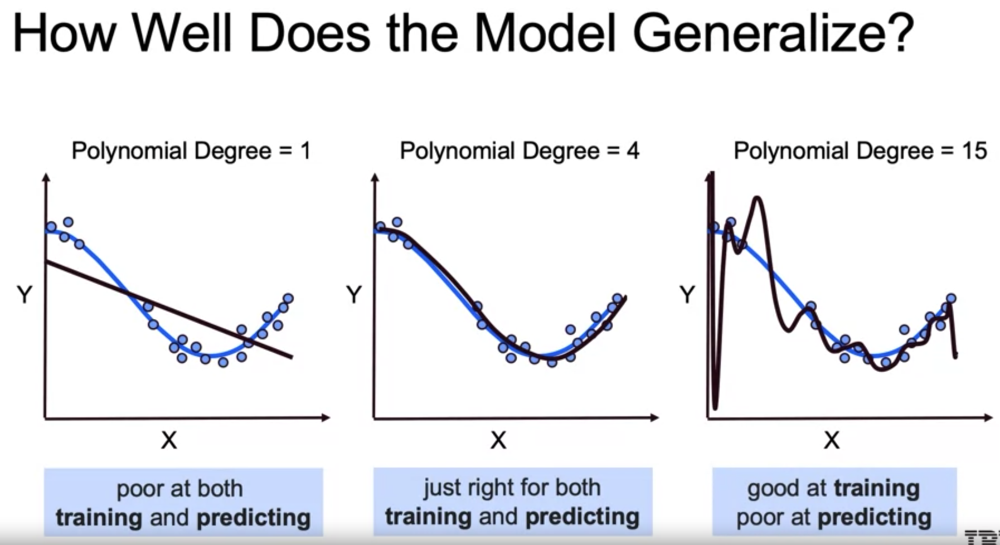 How Well Does the Model Generalize?
Polynomial Degree = 1
Polynomial Degree = 4
Polynomial Degree = 15
Y
X
Y
X
Y
X
poor at both
training and predicting
just right for both
training and predicting
good at training
poor at predicting